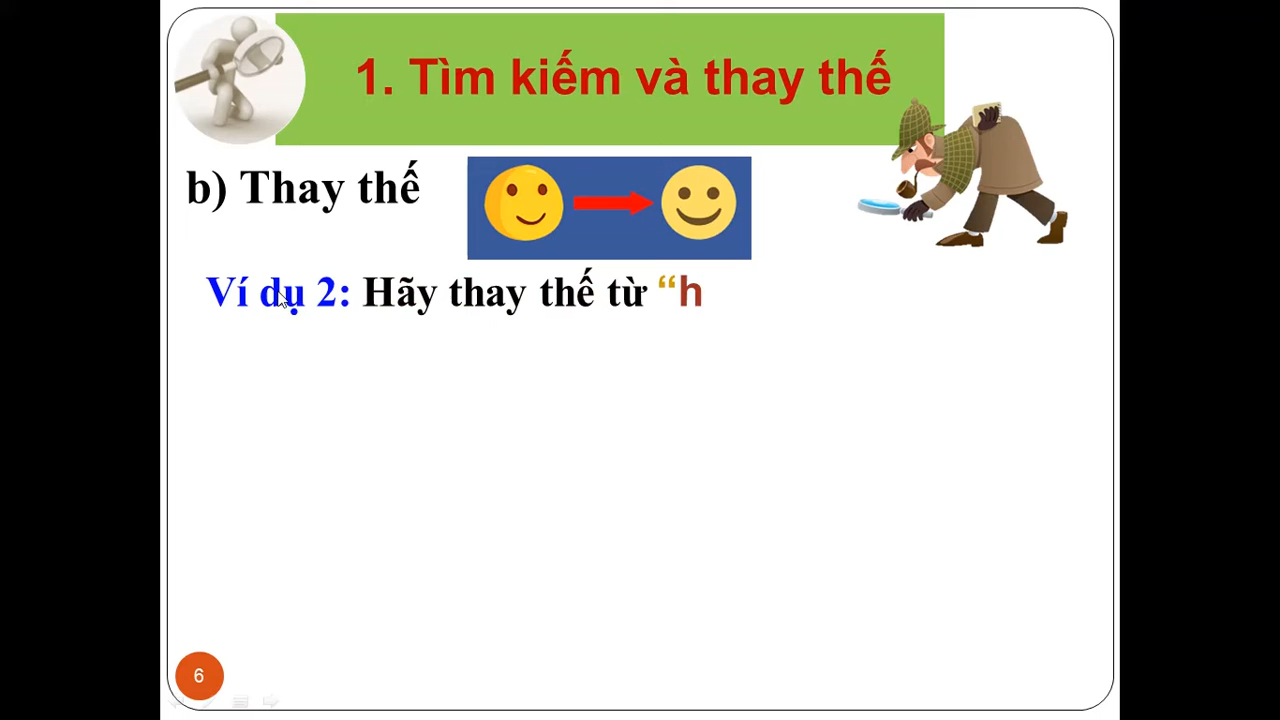 1. Tìm kiếm và thay thế
b) Thay thế
Ví dụ 2: Hãy thay thế từ “h
6